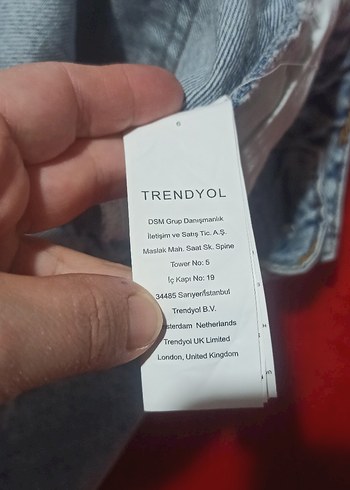 TRENDYOL
DSM Grup Danışmanlık
İletişim ve Satış Tic. A.Ş.
Maslak Mah. Saat Sk. Spine
Tower No: 5
İç Kapı No: 19
34485 Sarıyer/İstanbul
Trendyol B.V.
sterdam Netherlands
Trendyol UK Limited
London, United Kingdom